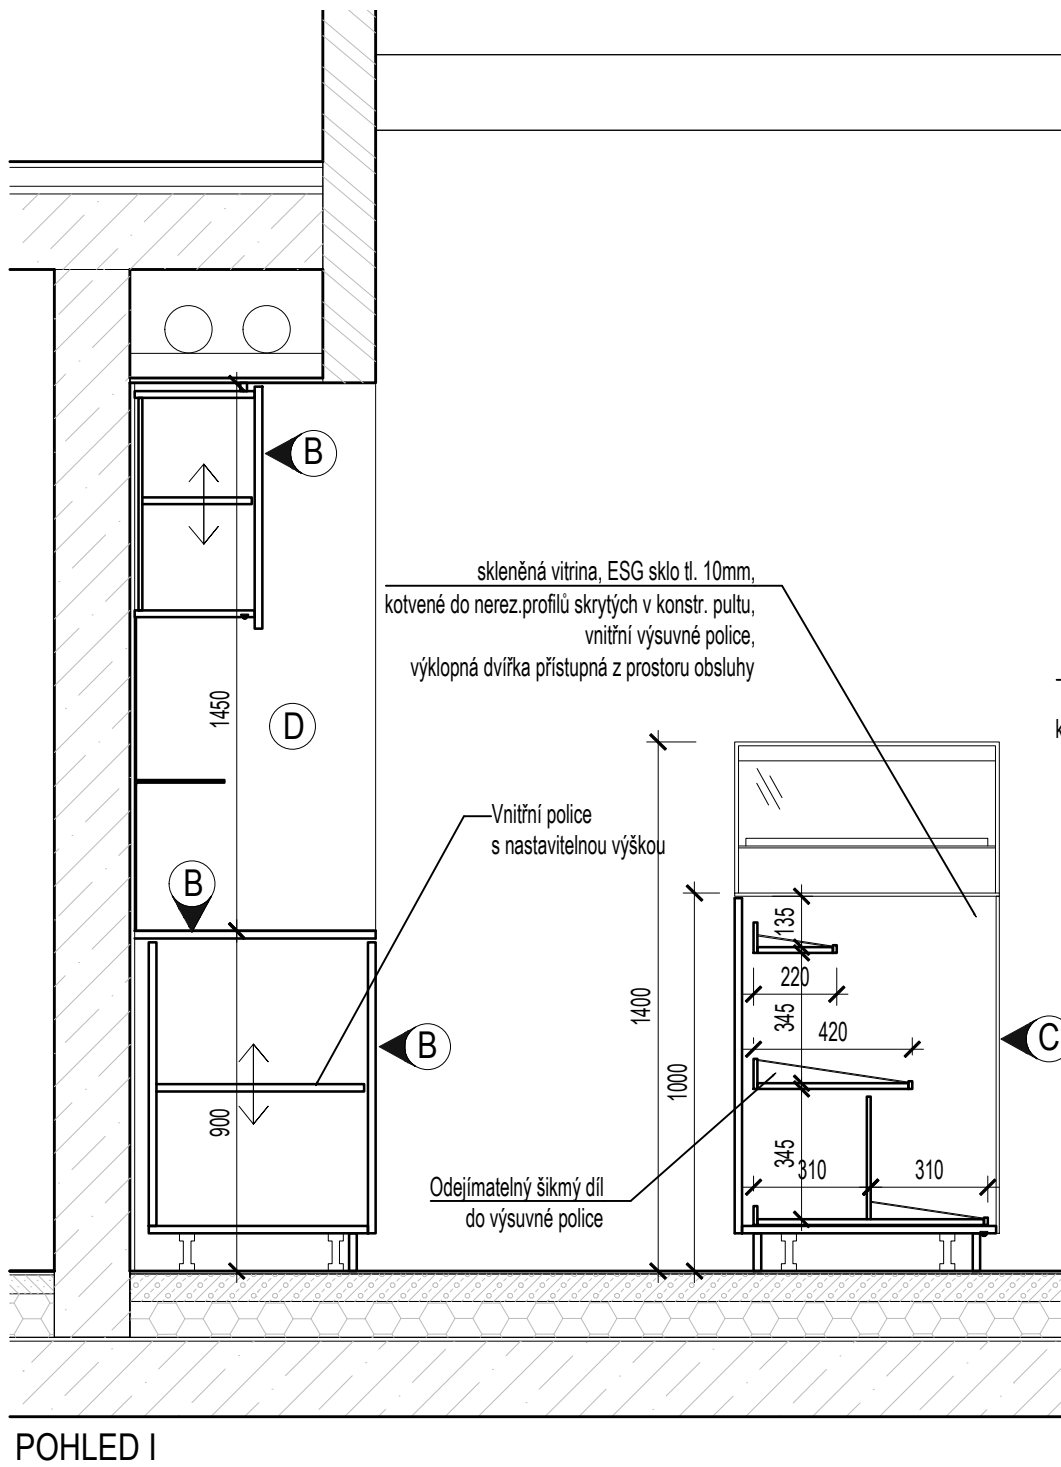 B
skleněná vitrina, ESG sklo tl. 10mm,
kotvené do nerez.profilů skrytých v konstr. pultu,
vnitřní výsuvné police,
výklopná dvířka přístupná z prostoru obsluhy
1450
D
k
Vnitřní police
s nastavitelnou výškou
B
135
220
1400
345
420
C
B
1000
900
345
310
310
Odejímatelný šikmý díl
do výsuvné police
POHLED I